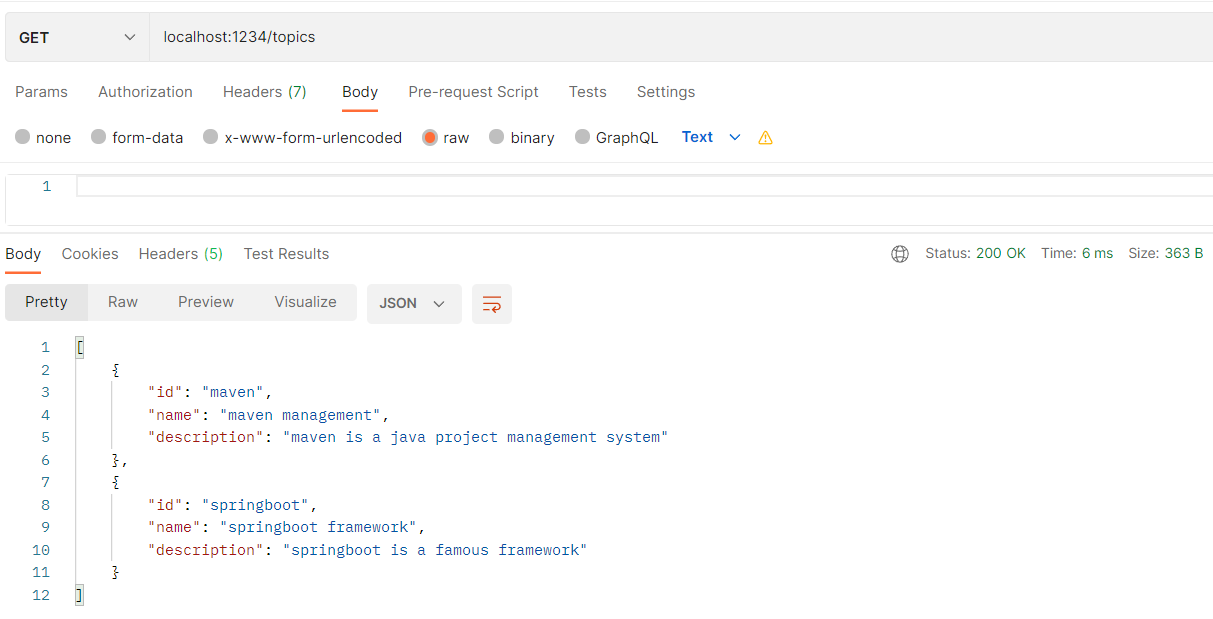 GET localhost:1234/topics
Params Authorization Headers (7) Body Pre-request Script Tests Settings
none form-data x-www-form-urlencoded raw binary GraphQL Text
1
Body Cookies Headers (5) Test Results Status: 200 OK Time: 6 ms Size: 363 B
Pretty Raw Preview Visualize JSON
1 [
2 {
3 "id": "maven",
4 "name": "maven management",
5 "description": "maven is a java project management system"
6 },
7 {
8 "id": "springboot",
9 "name": "springboot framework",
10 "description": "springboot is a famous framework"
11 }
12 ]